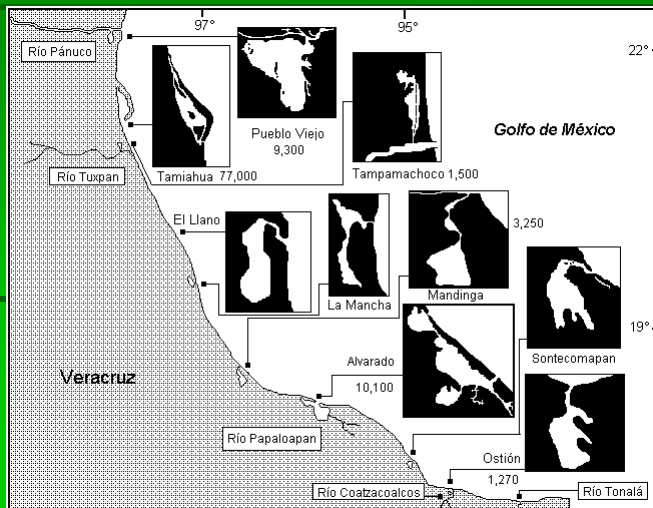 97°
95°
Río Pánuco
22°
Pueblo Viejo
9,300
Golfo de México
Tamiahua 77,000
Tampamachoco 1,500
Río Tuxpan
El Llano
3,250
La Mancha
Mandinga
19°
Sontecomapan
Veracruz
Alvarado
10,100
Río Papaloapan
Ostión
1,270
Río Coatzacoalcos
Río Tonalá